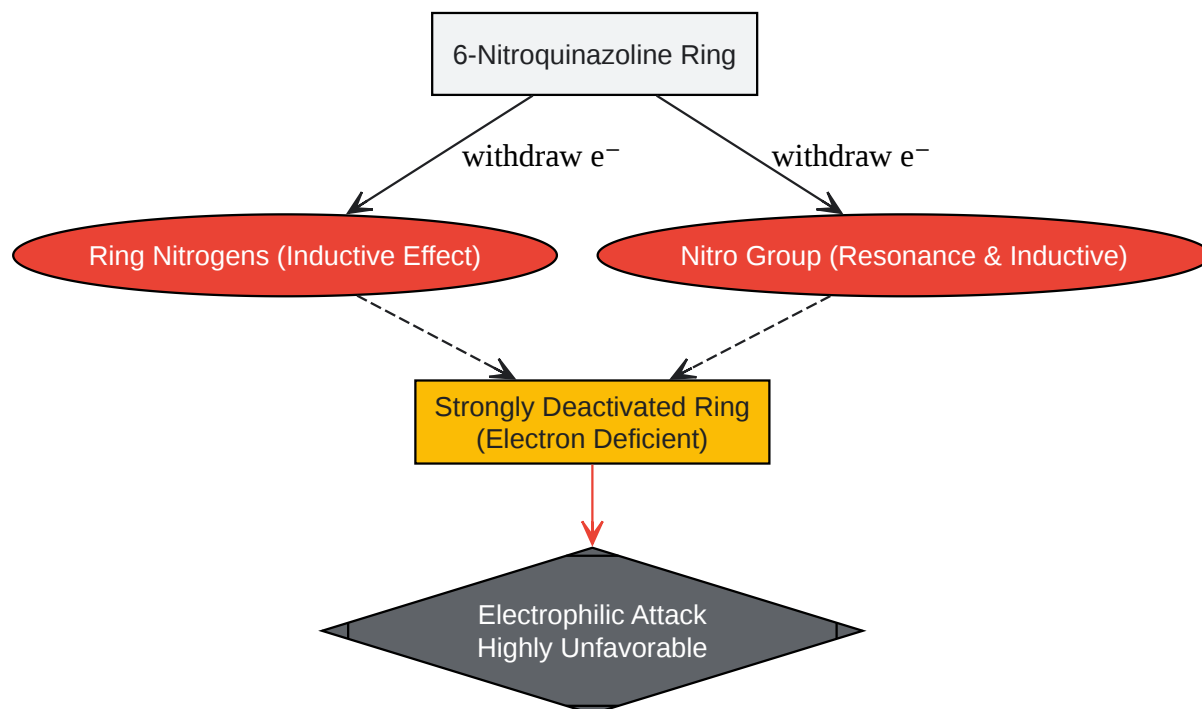 6-Nitroquinazoline Ring
withdraw e⁻
withdraw e⁻
Ring Nitrogens (Inductive Effect)
Nitro Group (Resonance & Inductive)
Strongly Deactivated Ring
(Electron Deficient)
Electrophilic Attack
Highly Unfavorable